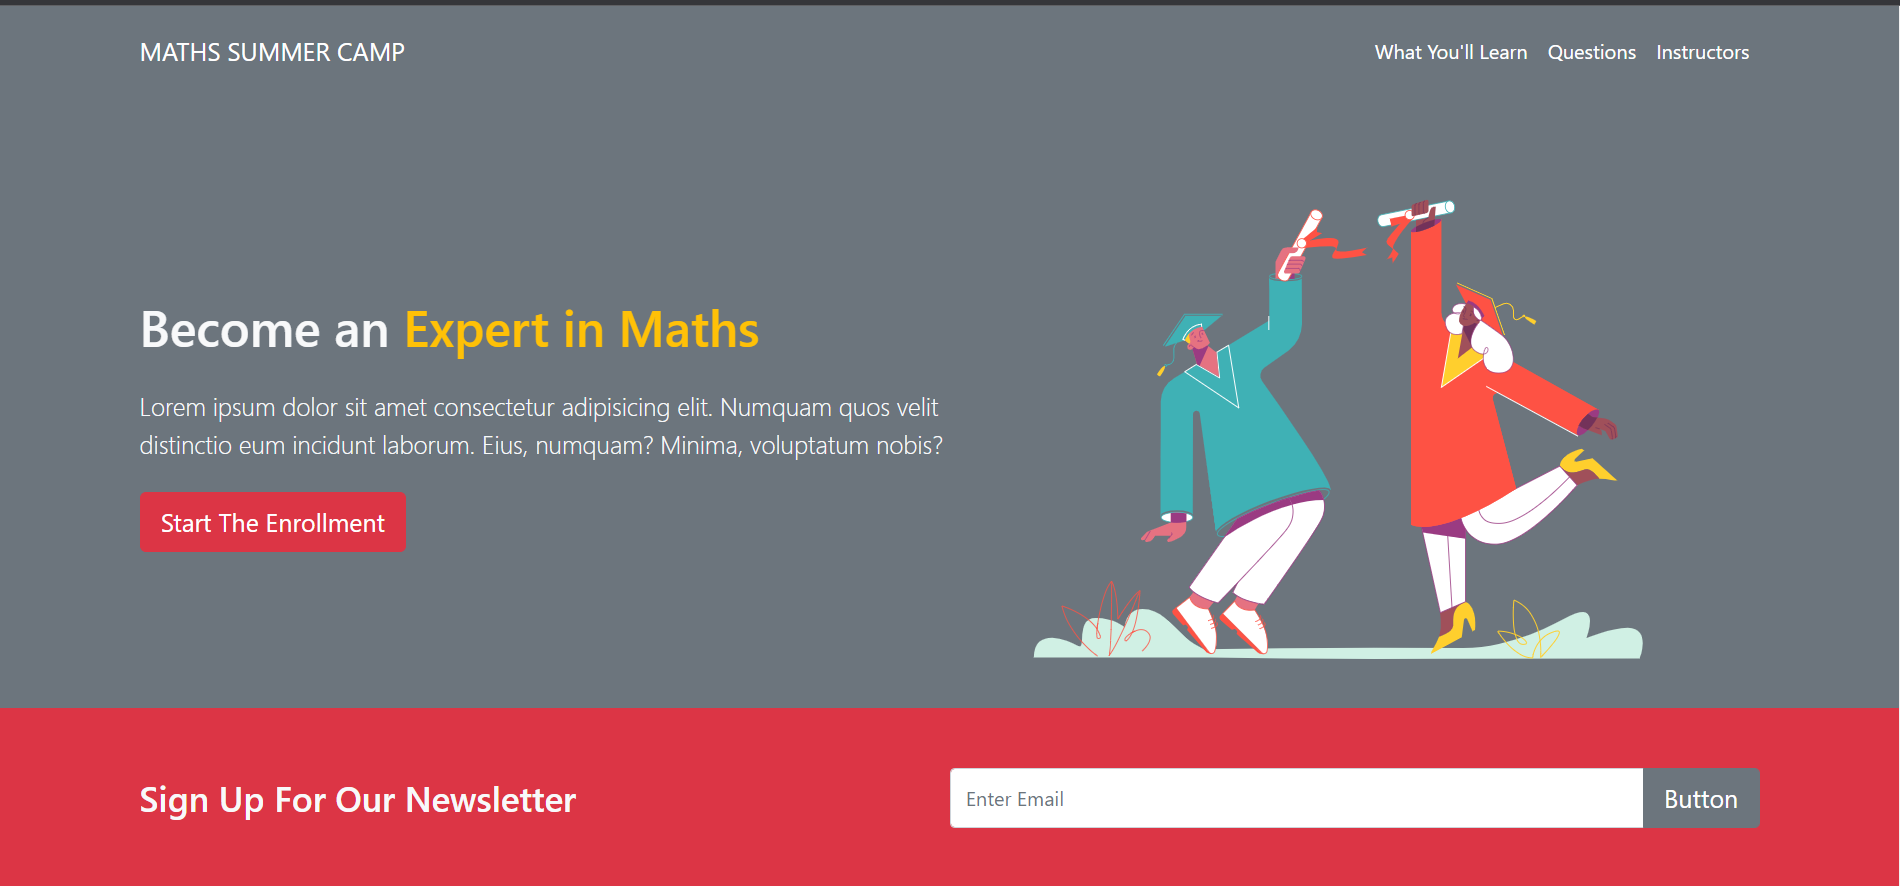 MATHS SUMMER CAMP
What You'll Learn Questions Instructors
Become an Expert in Maths
Lorem ipsum dolor sit amet consectetur adipisicing elit. Numquam quos velit
distinctio eum incidunt laborum. Eius, numquam? Minima, voluptatum nobis?
Start The Enrollment
Sign Up For Our Newsletter
Enter Email
Button